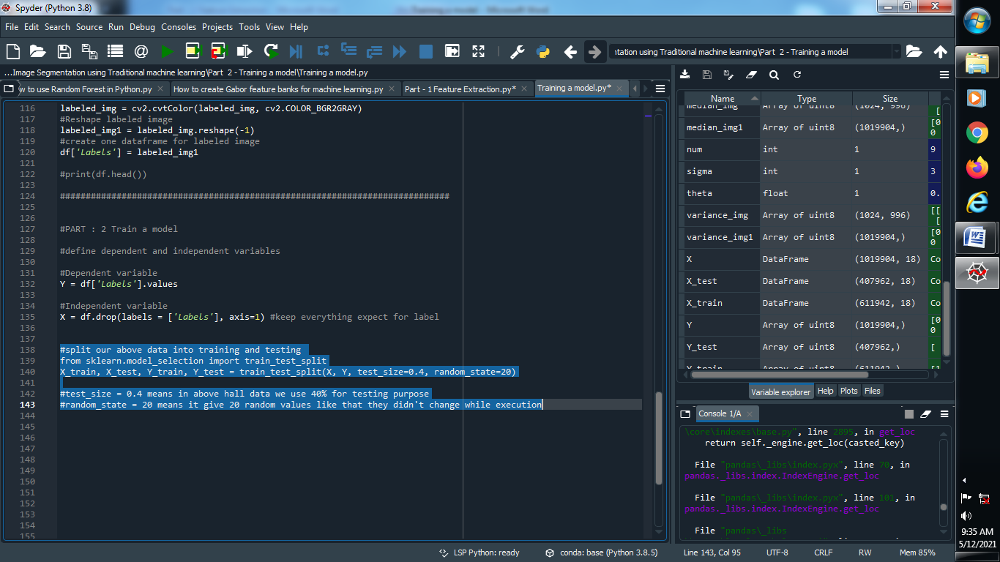 Spyder (Python 3.8)
File Edit Search Source Run Debug Consoles Projects Tools View Help
ntation using Traditional machine learning\Part 2 - Training a model
...Image Segmentation using Traditional machine learning\Part 2 - Training a model\Training a model.py
w to use Random Forest in Python.py
How to create Gabor feature banks for machine learning.py
Part - 1 Feature Extraction.py*
Training a model.py*
116 labeled_img = cv2.cvtColor(labeled_img, cv2.COLOR_BGR2GRAY)
117 #Reshape labeled image
118 labeled_img1 = labeled_img.reshape(-1)
119 #create one dataframe for labeled image
120 df['Labels'] = labeled_img1
121
122 #print(df.head())
123
124 ############################################################################
125
126
127 #PART : 2 Train a model
128
129 #define dependent and independent variables
130
131 #Dependent variable
132 Y = df['Labels'].values
133
134 #Independent variable
135 X = df.drop(labels = ['Labels'], axis=1) #keep everything expect for label
136
137
138 #split our above data into training and testing
139 from sklearn.model_selection import train_test_split
140 X_train, X_test, Y_train, Y_test = train_test_split(X, Y, test_size=0.4, random_state=20)
141
142 #test_size = 0.4 means in above hall data we use 40% for testing purpose
143 #random_state = 20 means it give 20 random values like that they didn't change while execution
144
145
146
147
148
149
150
151
152
153
154
155
Name Type Size
median_img Array of uint8 (1024, 996) [
median_img1 Array of uint8 (1019904,) [0 0
num int 1 9
sigma int 1 3
theta float 1 0.
variance_img Array of uint8 (1024, 996) [[ [
variance_img1 Array of uint8 (1019904,) [0 0
X DataFrame (1019904, 18) Co
X_test DataFrame (407962, 18) Co
X_train DataFrame (611942, 18) Co
Y Array of uint8 (1019904,) [0 0
Y_test Array of uint8 (407962,) [
Y_train Array of uint8 (611942,) [1
Variable explorer Help Plots Files
Console 1/A
\core\indexes\base.py", line 2895, in get_loc
return self._engine.get_loc(casted_key)
File "pandas\_libs\index.pyx", line 70, in
pandas._libs.index.IndexEngine.get_loc
File "pandas\_libs\index.pyx", line 101, in
pandas._libs.index.IndexEngine.get_loc
File "pandas\_libs
LSP Python: ready conda: base (Python 3.8.5) Line 143, Col 95 UTF-8 CRLF RW Mem 85%
9:35 AM
5/12/2021